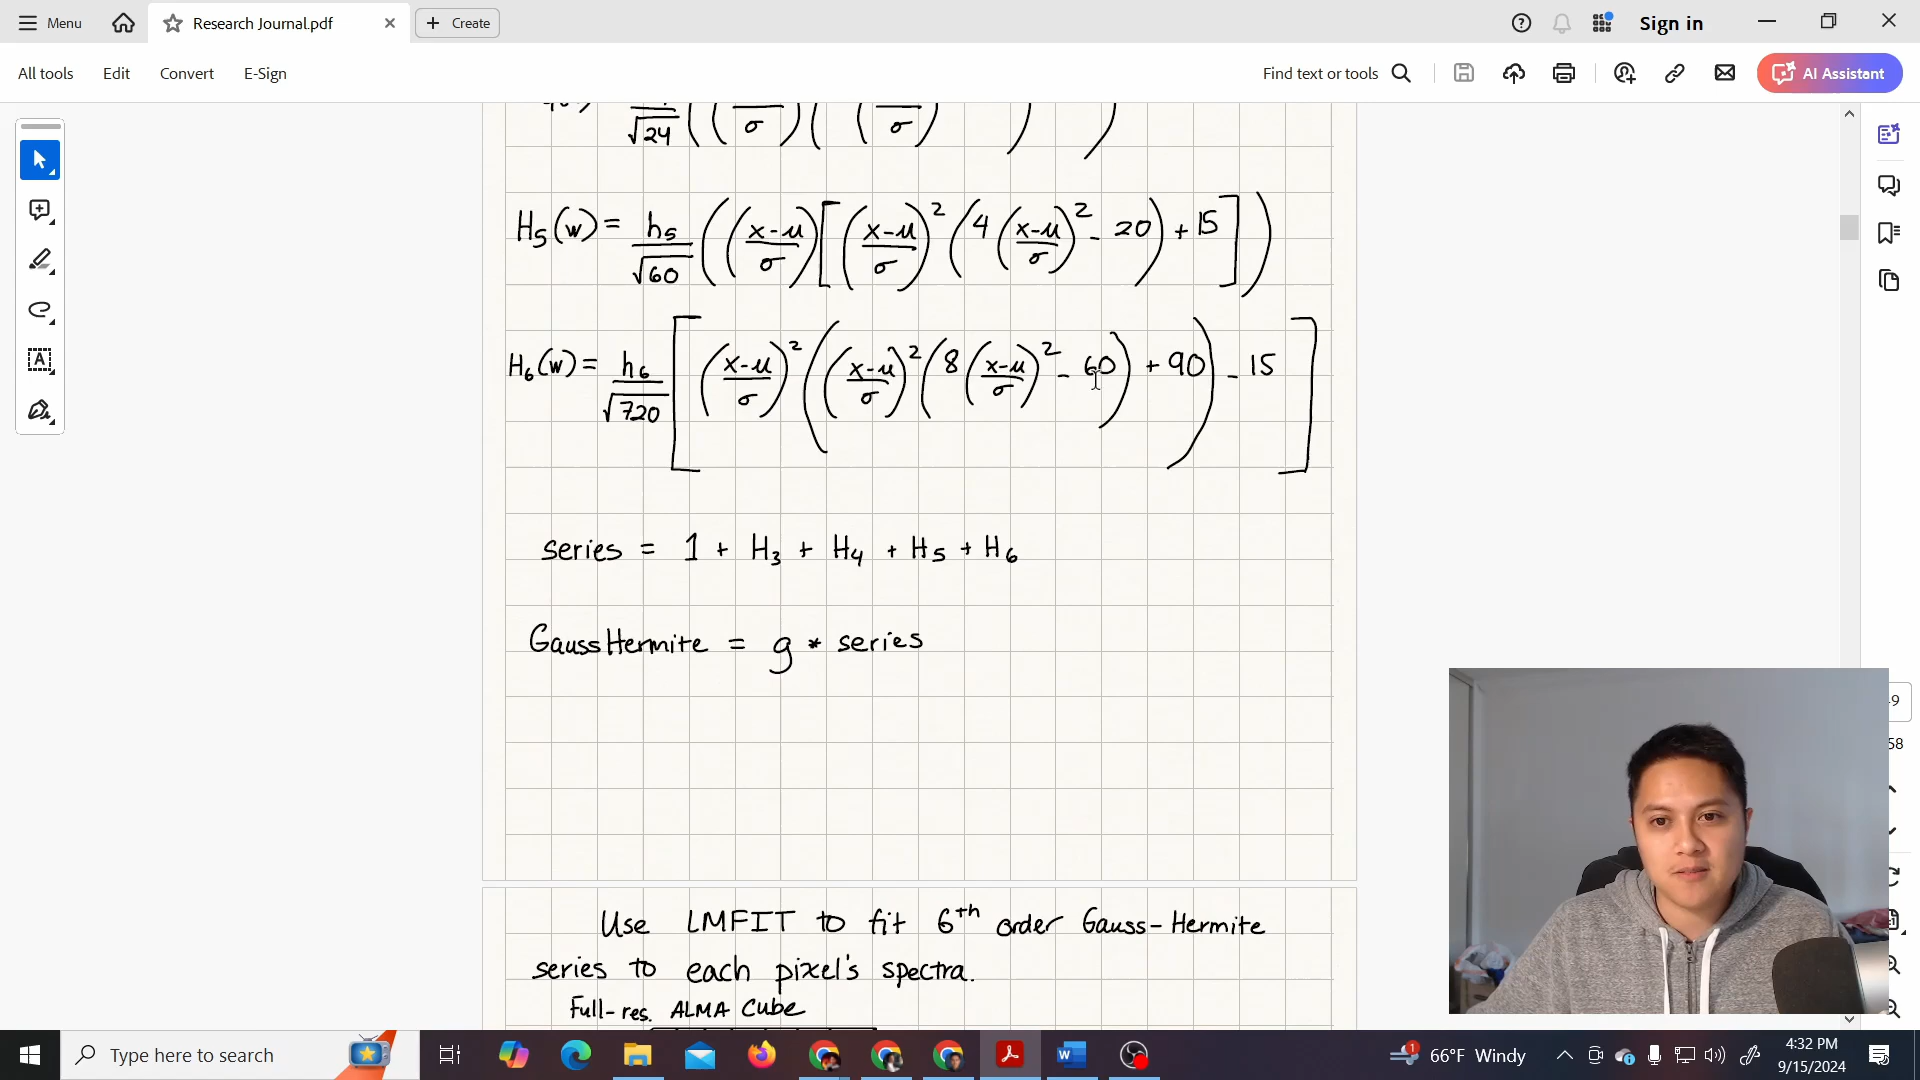 Menu Research Journal.pdf Create Sign in
All tools Edit Convert E-Sign Find text or tools AI Assistant
√24 σ σ
H₅(w) = h₅/√60 (((x-μ)/σ)[((x-μ)/σ)²(4((x-μ)/σ)² - 20) + 15])
H₆(w) = h₆/√720 [((x-μ)/σ)²(((x-μ)/σ)²(8((x-μ)/σ)² - 60) + 90) - 15]
series = 1 + H₃ + H₄ + H₅ + H₆
GaussHermite = g * series
9
58
Use LMFIT to fit 6th order Gauss-Hermite
series to each pixel's spectra.
Full-res. ALMA Cube
Type here to search 1 66°F Windy 4:32 PM
9/15/2024